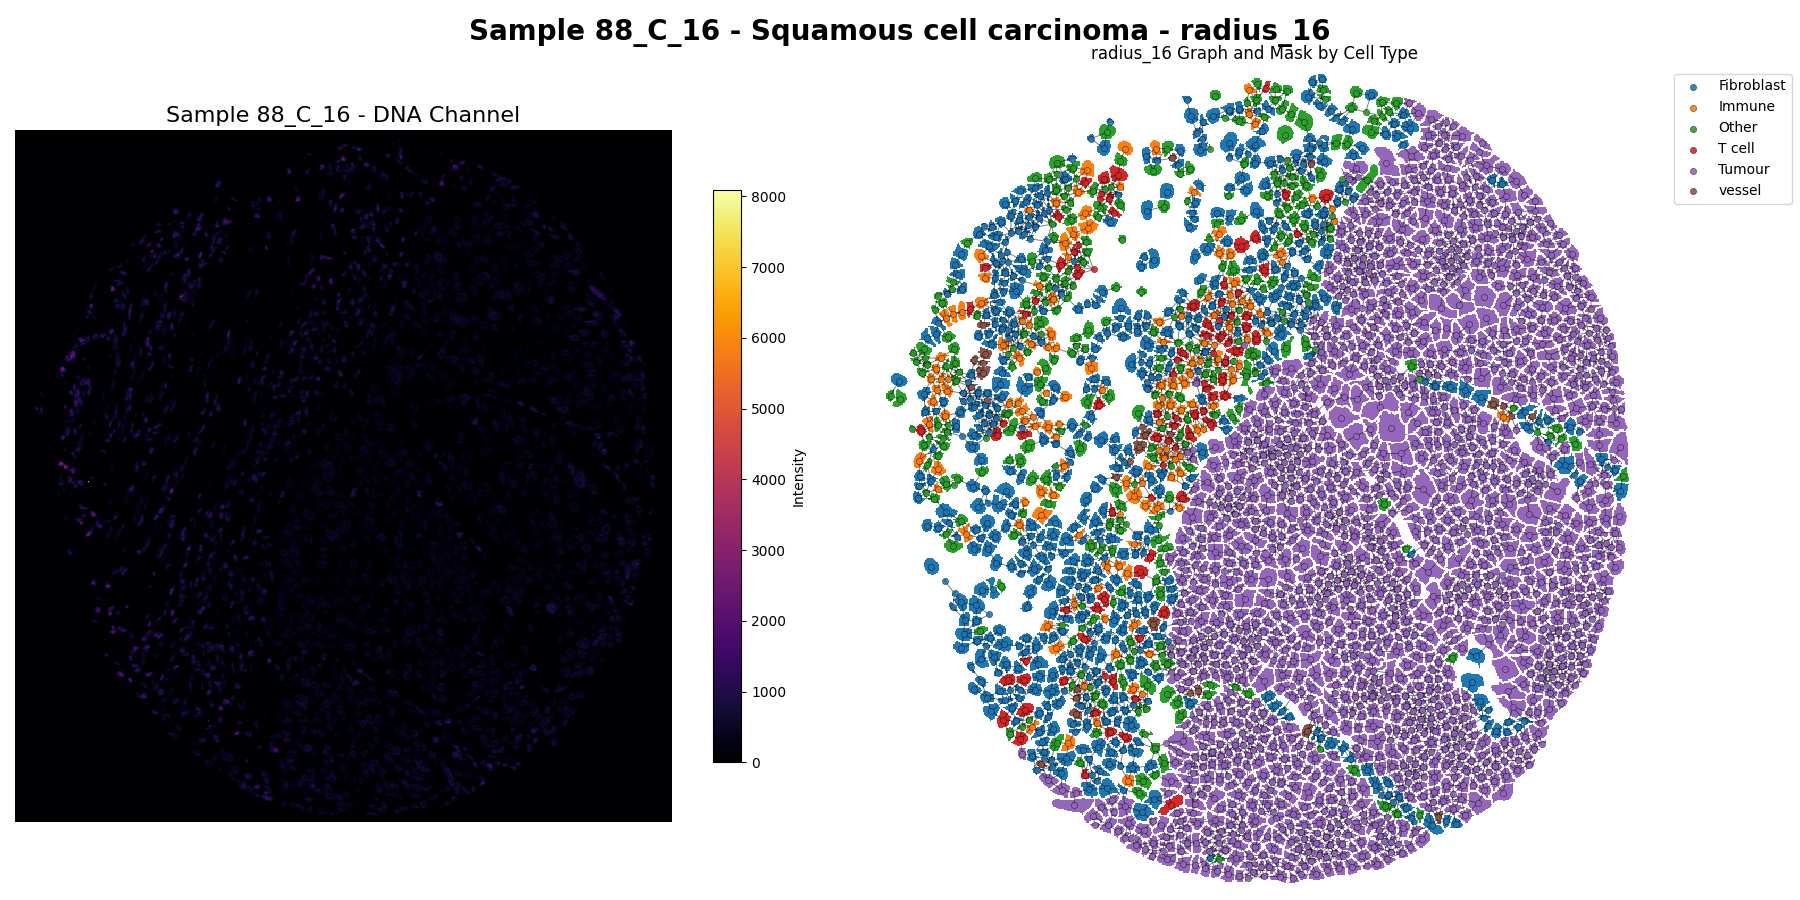 Sample 88_C_16 - Squamous cell carcinoma - radius_16
radius_16 Graph and Mask by Cell Type
Sample 88_C_16 - DNA Channel
Fibroblast
Immune
Other
T cell
Tumour
vessel
8000
7000
6000
5000
4000
3000
2000
1000
0
Intensity